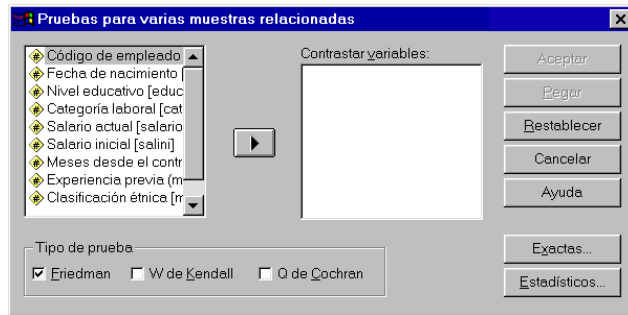 Pruebas para varias muestras relacionadas
Código de empleado
Fecha de nacimiento [
Nivel educativo [educ
Categoría laboral [cat
Salario actual [salario
Salario inicial [salini]
Meses desde el contr
Experiencia previa (m
Clasificación étnica [m
Contrastar variables:
Aceptar
Pegar
Restablecer
Cancelar
Ayuda
Tipo de prueba
Friedman W de Kendall Q de Cochran
Exactas...
Estadísticos...